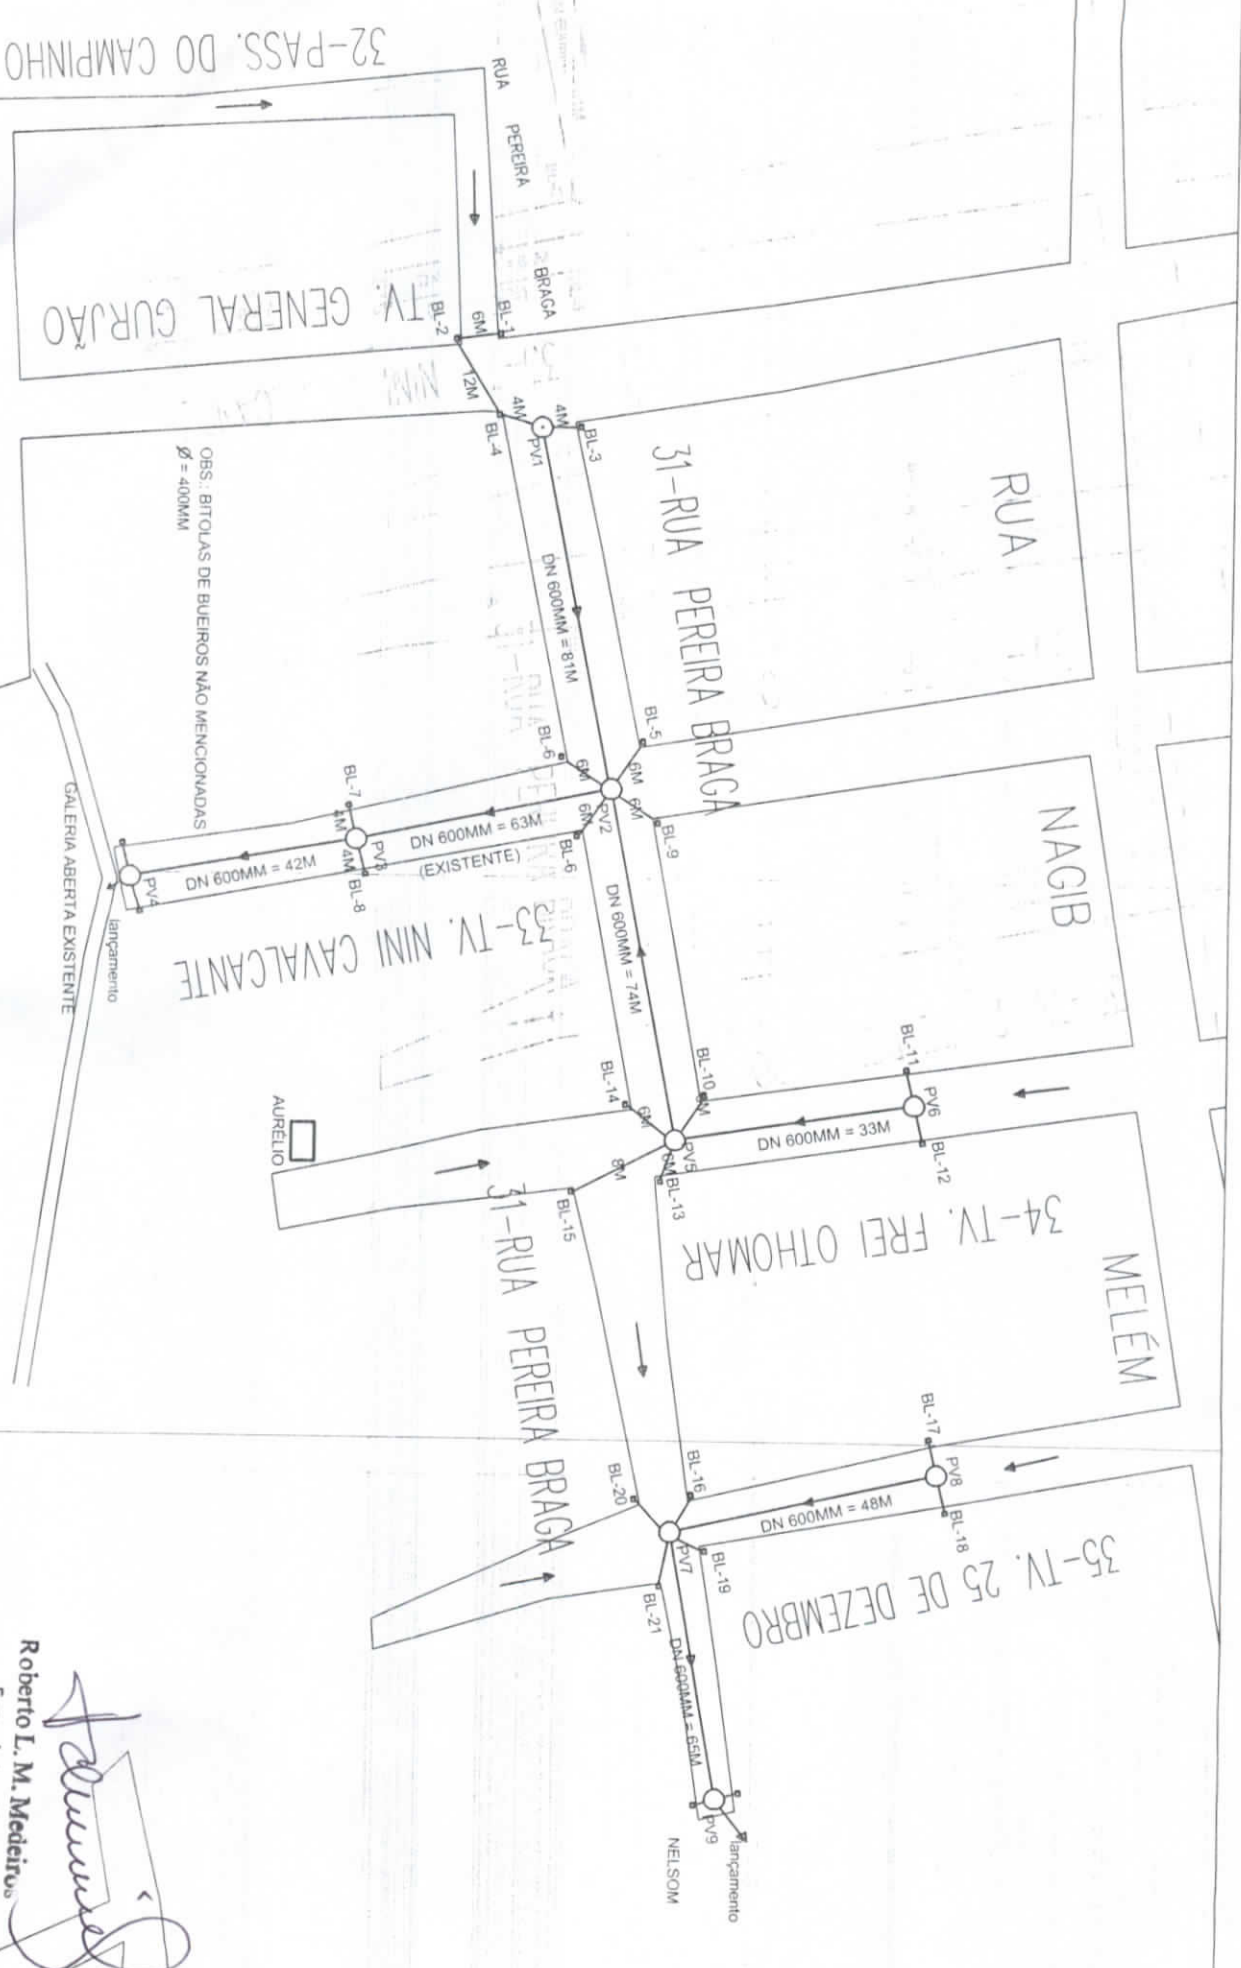 32-PASS. DO CAMPINHO
RUA PEREIRA BRAGA
TV. GENERAL GURJÃO
BL-1
6M
BL-2
12M
BL-4
4M
PV1
4M
BL-3
31-RUA PEREIRA BRAGA
RUA NAGIB MELÉM
OBS.: BITOLAS DE BUEIROS NÃO MENCIONADAS
Ø = 400MM
DN 600MM = 81M
BL-5
6M
BL-6
6M
PV2
6M
BL-9
6M
BL-6
DN 600MM = 63M
(EXISTENTE)
BL-7
4M
PV3
4M
BL-8
DN 600MM = 42M
PV4
lançamento
GALERIA ABERTA EXISTENTE
33-TV. NINI CAVALCANTE
DN 600MM = 74M
BL-10
BL-14
6M
PV5
6M
BL-13
8M
BL-15
BL-11
PV6
BL-12
DN 600MM = 33M
34-TV. FREI OTHOMAR
AURÉLIO
31-RUA PEREIRA BRAGA
BL-17
PV8
BL-18
DN 600MM = 48M
35-TV. 25 DE DEZEMBRO
BL-16
BL-20
PV7
BL-19
BL-21
DN 600MM = 65M
PV9
lançamento
NELSOM
Roberto L. M. Medeiros